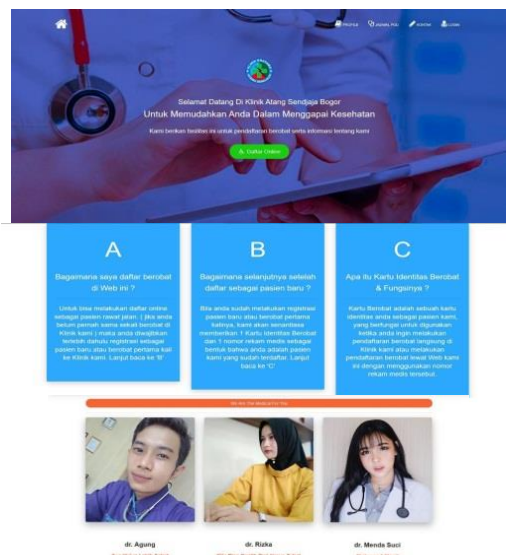 PROFILE JADWAL POLI KONTAK LOGIN
Selamat Datang Di Klinik Atang Sendjaja Bogor
Untuk Memudahkan Anda Dalam Menggapai Kesehatan
Kami berikan fasilitas ini untuk pendaftaran berobat serta informasi tentang kami
Daftar Online
A
Bagaimana saya daftar berobat
di Web ini ?
Untuk bisa melakukan daftar online
sebagai pasien rawat jalan. ( jika anda
belum pernah sama sekali berobat di
Klinik kami ) maka anda diwajibkan
terlebih dahulu registrasi sebagai
pasien baru atau berobat pertama kali
ke Klinik kami. Lanjut baca ke 'B'
B
Bagaimana selanjutnya setelah
daftar sebagai pasien baru ?
Bila anda sudah melakukan registrasi
pasien baru atau berobat pertama
kalinya, kami akan senantiasa
memberikan 1 Kartu Identitas Berobat
dan 1 nomor rekam medis sebagai
bentuk bahwa anda adalah pasien
kami yang sudah terdaftar. Lanjut
baca ke 'C'
C
Apa itu Kartu Identitas Berobat
& Fungsinya ?
Kartu Berobat adalah sebuah kartu
identitas anda sebagai pasien kami,
yang berfungsi untuk digunakan
ketika anda ingin melakukan
pendaftaran berobat langsung di
Klinik kami atau melakukan
pendaftaran berobat lewat Web kami
ini dengan menggunakan nomor
rekam medis tersebut.
We Are The Best For You
dr. Agung
dr. Rizka
dr. Menda Suci